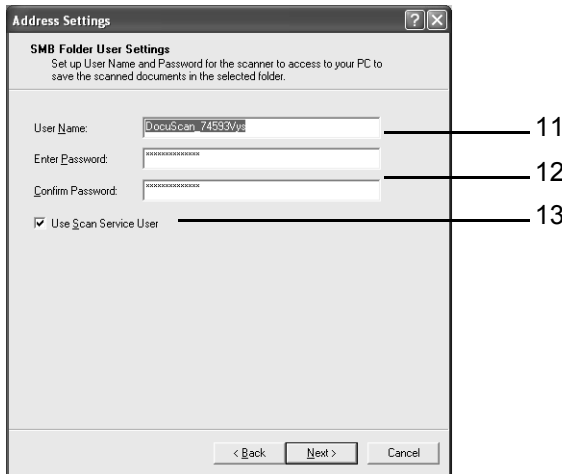 Address Settings
SMB Folder User Settings
Set up User Name and Password for the scanner to access to your PC to
save the scanned documents in the selected folder.
User Name: DocuScan_74593Vys 11
Enter Password: xxxxxxxxxxxxx
12
Confirm Password: xxxxxxxxxxxxx
Use Scan Service User 13
< Back Next > Cancel